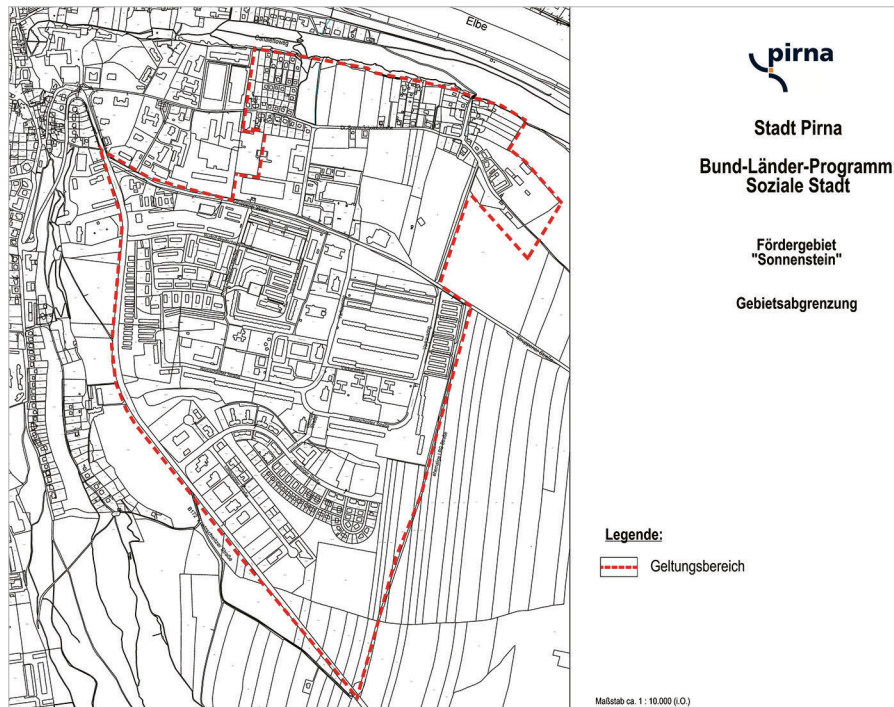 Elbe
pirna
Stadt Pirna
Bund-Länder-Programm
Soziale Stadt
Fördergebiet
"Sonnenstein"
Gebietsabgrenzung
Legende:
Geltungsbereich
Maßstab ca. 1 : 10.000 (i.O.)